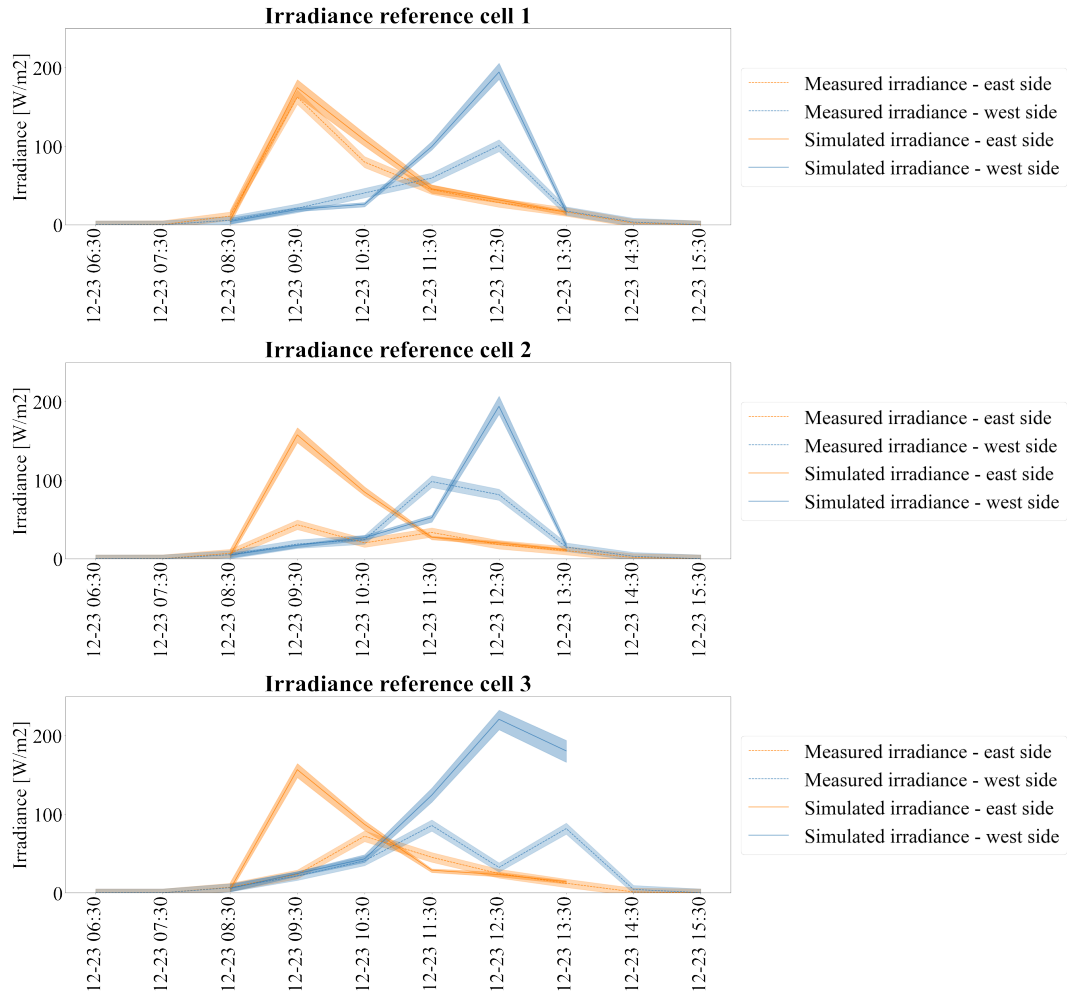 Irradiance reference cell 1
Irradiance [W/m2]
200
100
0
12-23 06:30
12-23 07:30
12-23 08:30
12-23 09:30
12-23 10:30
12-23 11:30
12-23 12:30
12-23 13:30
12-23 14:30
12-23 15:30
Measured irradiance - east side
Measured irradiance - west side
Simulated irradiance - east side
Simulated irradiance - west side
Irradiance reference cell 2
Irradiance [W/m2]
200
100
0
12-23 06:30
12-23 07:30
12-23 08:30
12-23 09:30
12-23 10:30
12-23 11:30
12-23 12:30
12-23 13:30
12-23 14:30
12-23 15:30
Measured irradiance - east side
Measured irradiance - west side
Simulated irradiance - east side
Simulated irradiance - west side
Irradiance reference cell 3
Irradiance [W/m2]
200
100
0
12-23 06:30
12-23 07:30
12-23 08:30
12-23 09:30
12-23 10:30
12-23 11:30
12-23 12:30
12-23 13:30
12-23 14:30
12-23 15:30
Measured irradiance - east side
Measured irradiance - west side
Simulated irradiance - east side
Simulated irradiance - west side